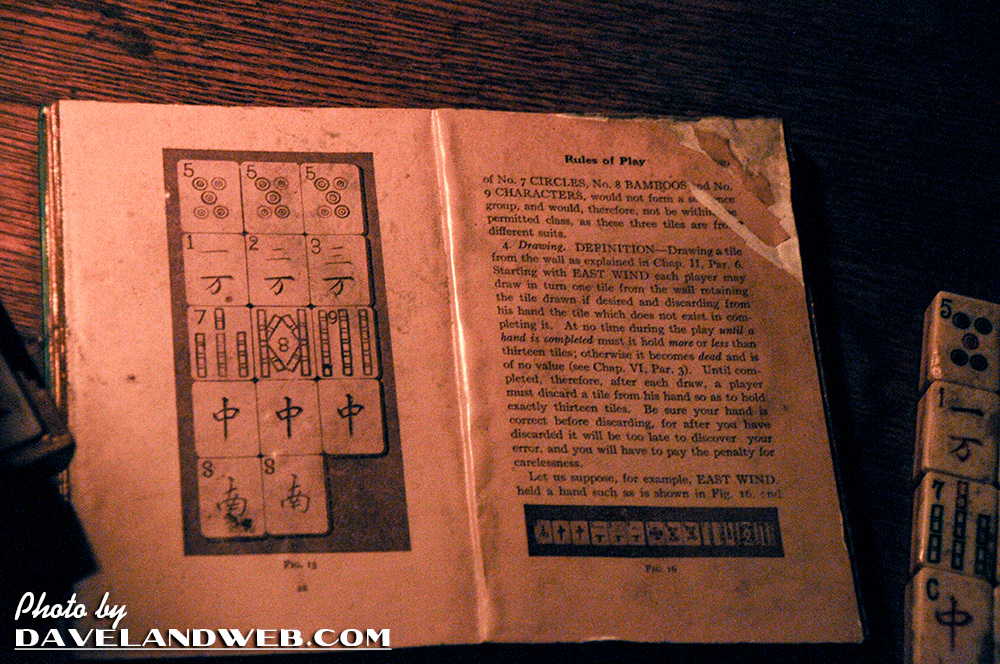 5 5 5
1 一 万 2 二 万 3 三 万
7 8 9
中 中 中
南 南
FIG. 15
Rules of Play
of No. 7 CIRCLES, No. 8 BAMBOOS and No.
9 CHARACTERS, would not form a sequence
group, and would, therefore, not be within
permitted class, as these three tiles are from
different suits.
4. Drawing. DEFINITION—Drawing a tile
from the wall as explained in Chap. II, Par. 6.
Starting with EAST WIND each player may
draw in turn one tile from the wall retaining
the tile drawn if desired and discarding from
his hand the tile which does not exist in com-
pleting it. At no time during the play until a
hand is completed must it hold more or less than
thirteen tiles; otherwise it becomes dead and is
of no value (see Chap. VI, Par. 3). Until com-
pleted, therefore, after each draw, a player
must discard a tile from his hand so as to hold
exactly thirteen tiles. Be sure your hand is
correct before discarding, for after you have
discarded it will be too late to discover your
error, and you will have to pay the penalty for
carelessness.
Let us suppose, for example, EAST WIND,
held a hand such as is shown in Fig. 16, and
FIG. 16
5
1 一 万
7
C 中
Photo by
DAVELANDWEB.COM